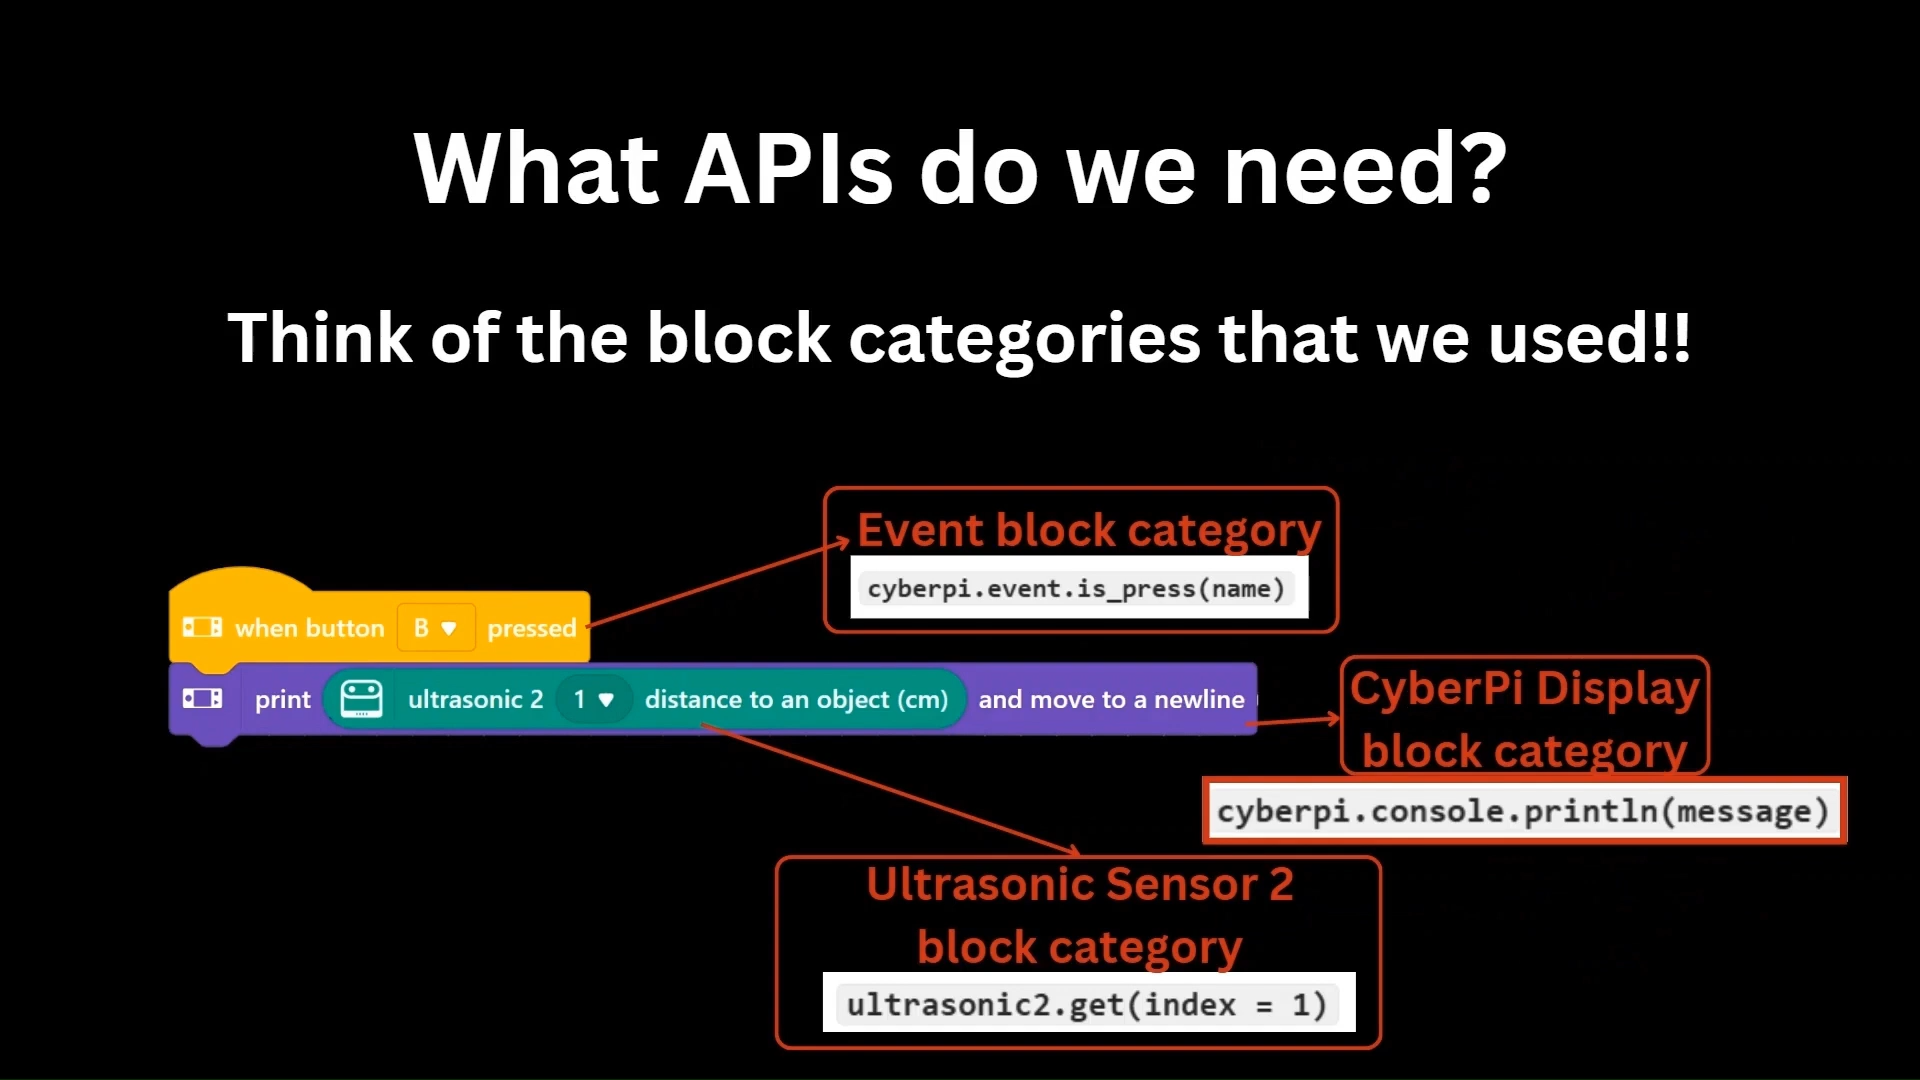 What APIs do we need?
Think of the block categories that we used!!
Event block category
cyberpi.event.is_press(name)
when button B pressed
print ultrasonic 2 1 distance to an object (cm) and move to a newline
CyberPi Display
block category
cyberpi.console.println(message)
Ultrasonic Sensor 2
block category
ultrasonic2.get(index = 1)